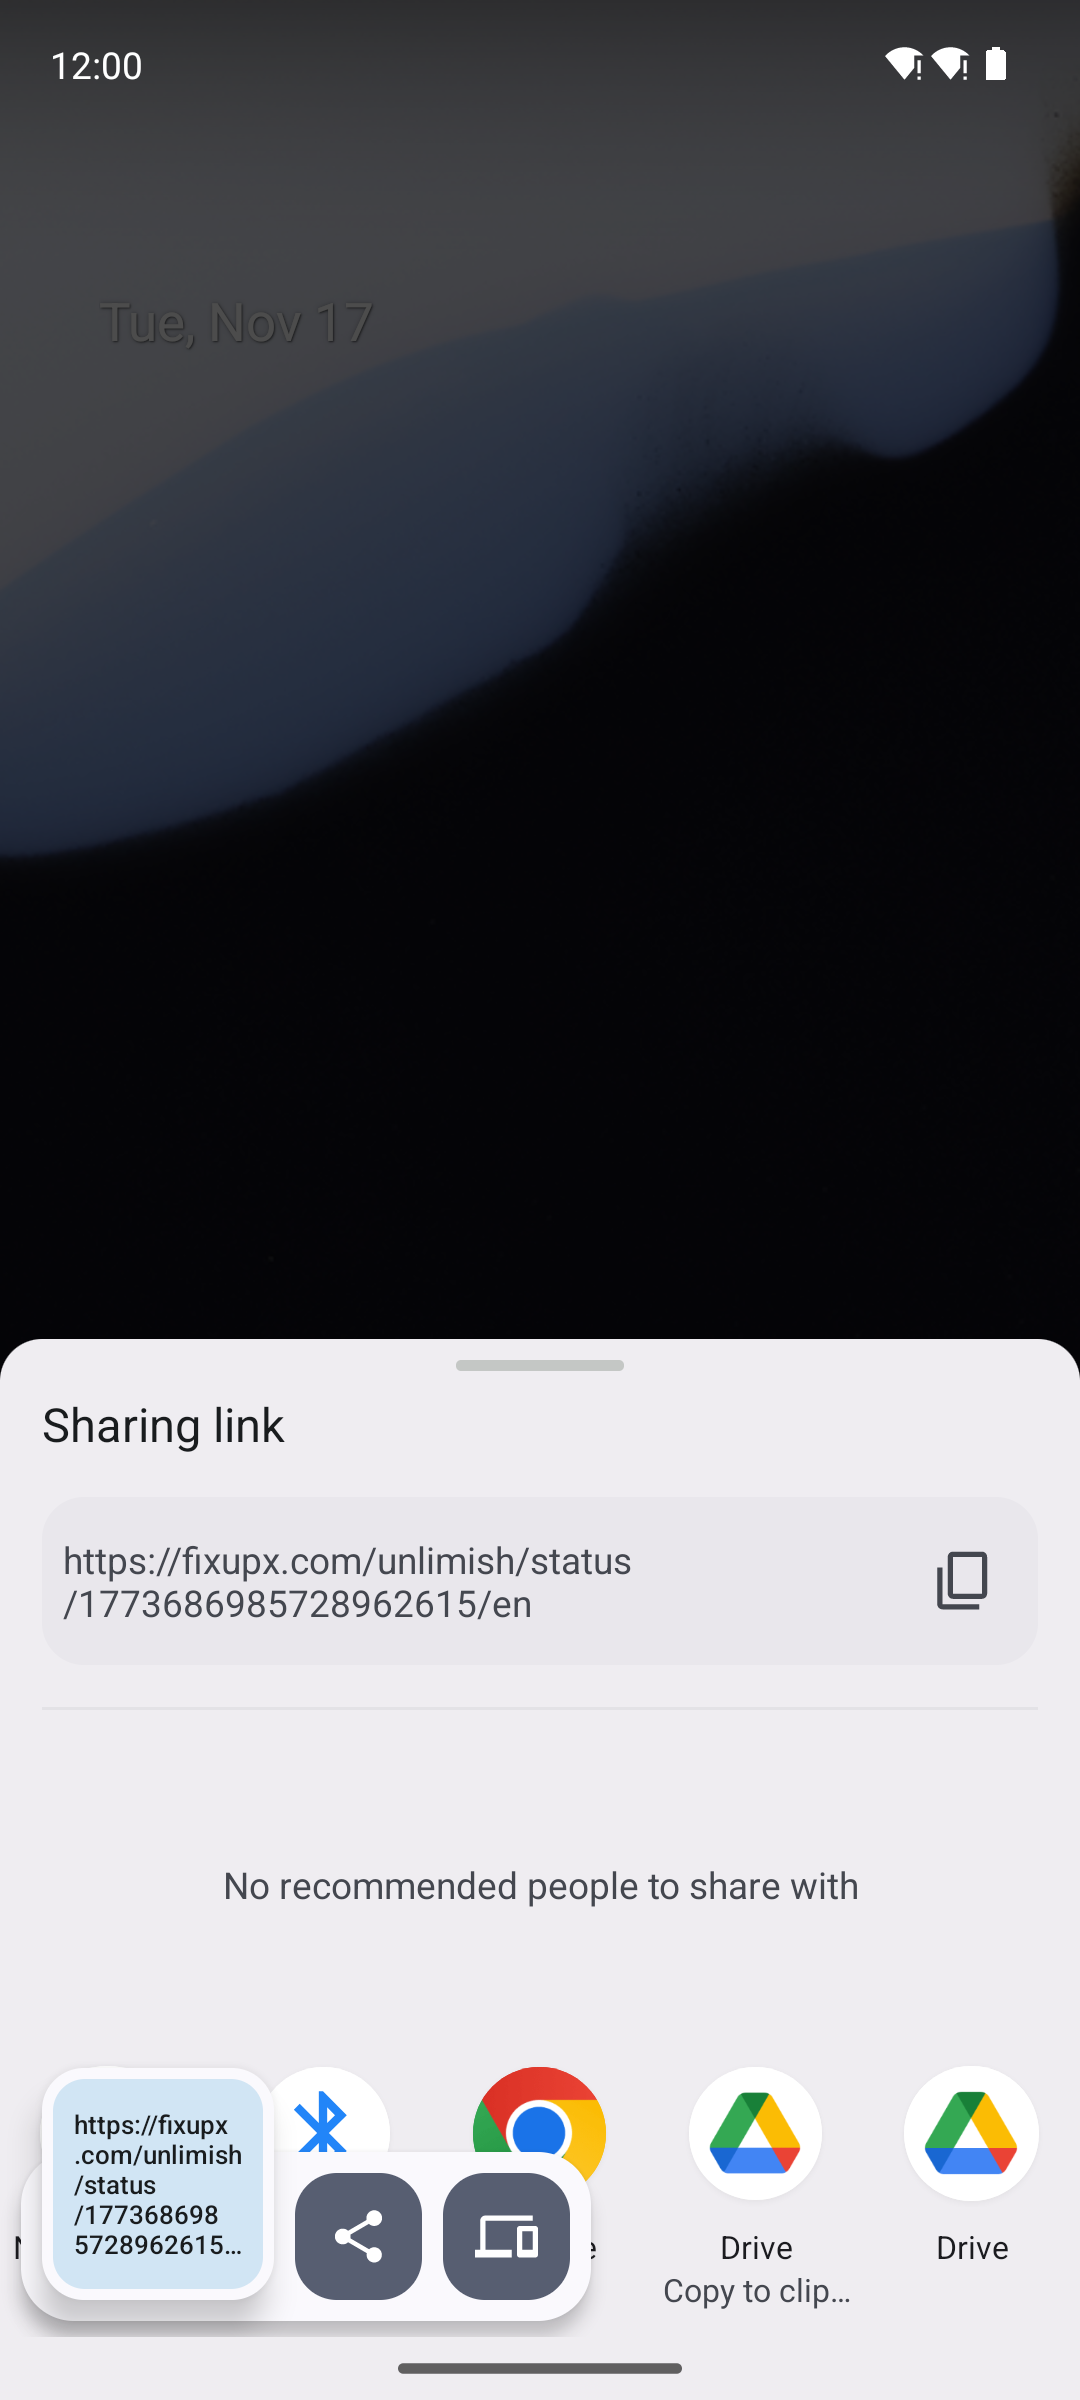 12:00
Tue, Nov 17
Sharing link
https://fixupx.com/unlimish/status
/1773686985728962615/en
No recommended people to share with
https://fixupx
.com/unlimish
/status
/177368698
5728962615…
Drive
Copy to clip…
Drive